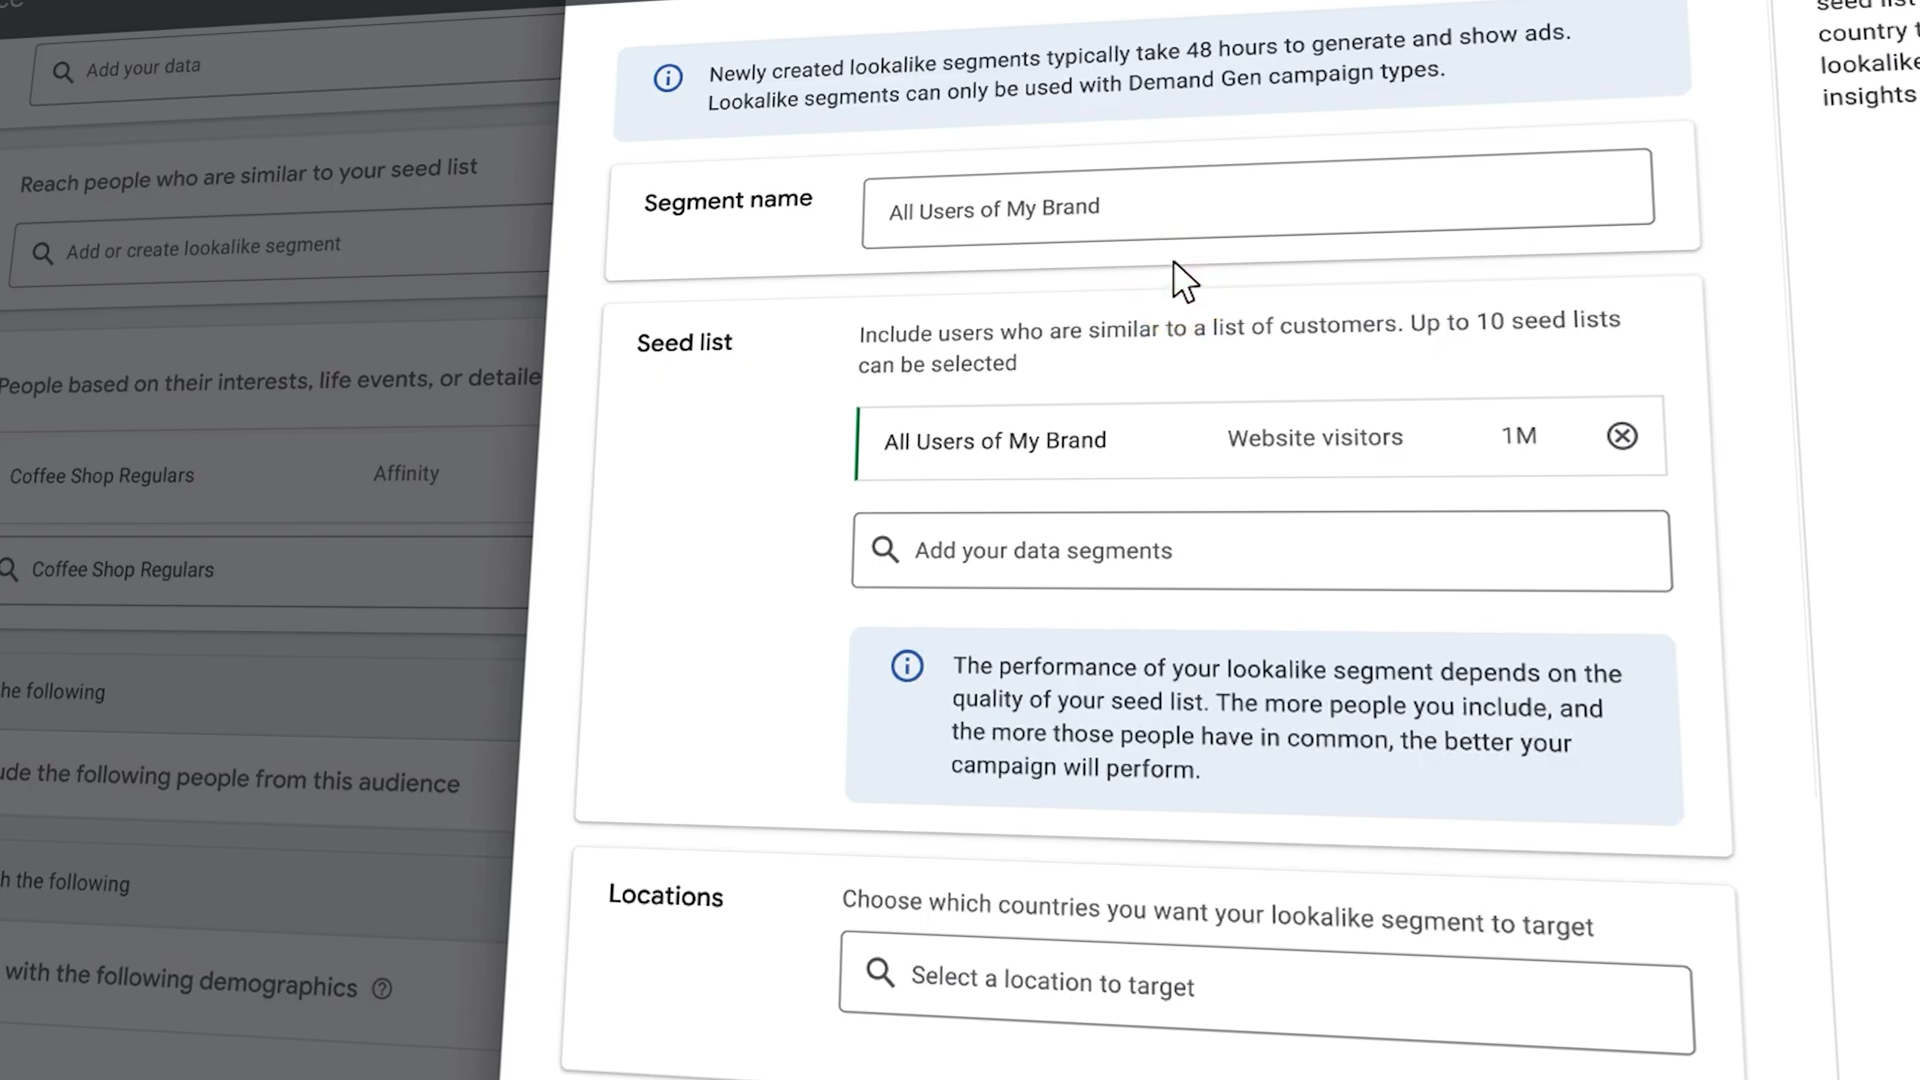 Add your data
Reach people who are similar to your seed list
Add or create lookalike segment
People based on their interests, life events, or detaile
Coffee Shop Regulars Affinity
Coffee Shop Regulars
he following
ude the following people from this audience
h the following
with the following demographics
Newly created lookalike segments typically take 48 hours to generate and show ads.
Lookalike segments can only be used with Demand Gen campaign types.
Segment name
All Users of My Brand
Seed list
Include users who are similar to a list of customers. Up to 10 seed lists
can be selected
All Users of My Brand Website visitors 1M
Add your data segments
The performance of your lookalike segment depends on the
quality of your seed list. The more people you include, and
the more those people have in common, the better your
campaign will perform.
Locations
Choose which countries you want your lookalike segment to target
Select a location to target
seed list
country t
lookalike
insights